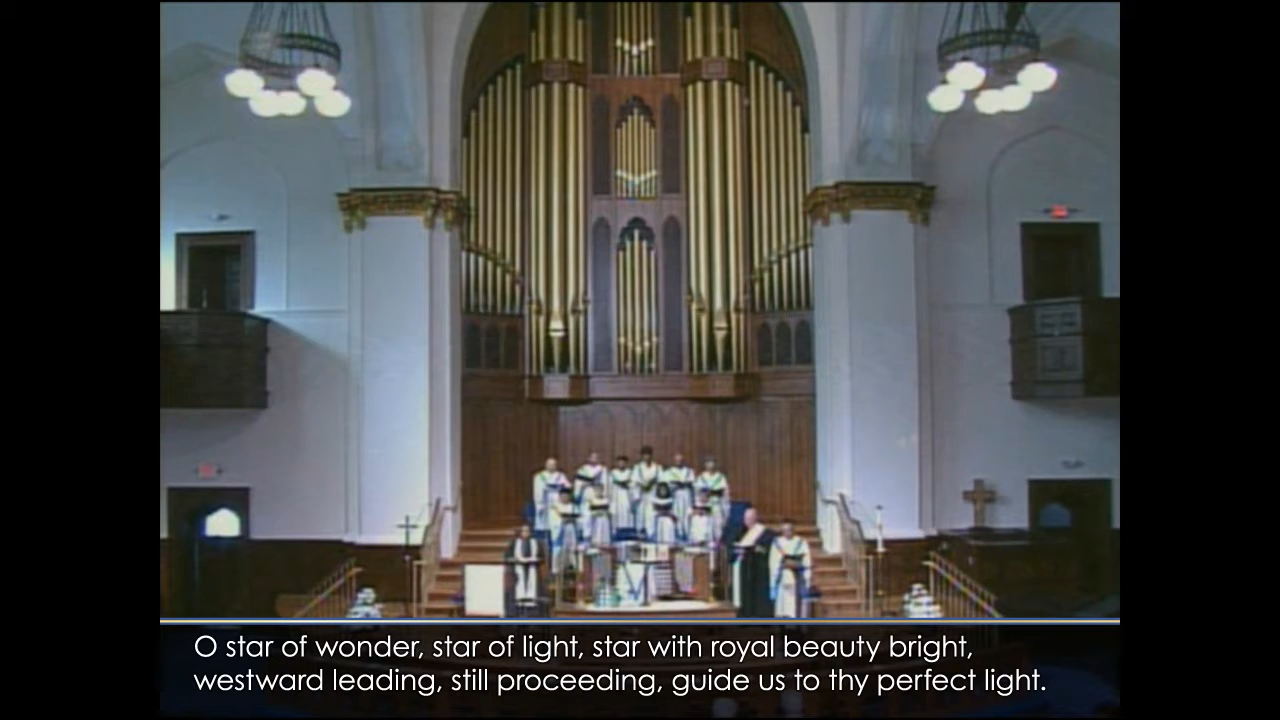 O star of wonder, star of light, star with royal beauty bright,
westward leading, still proceeding, guide us to thy perfect light.